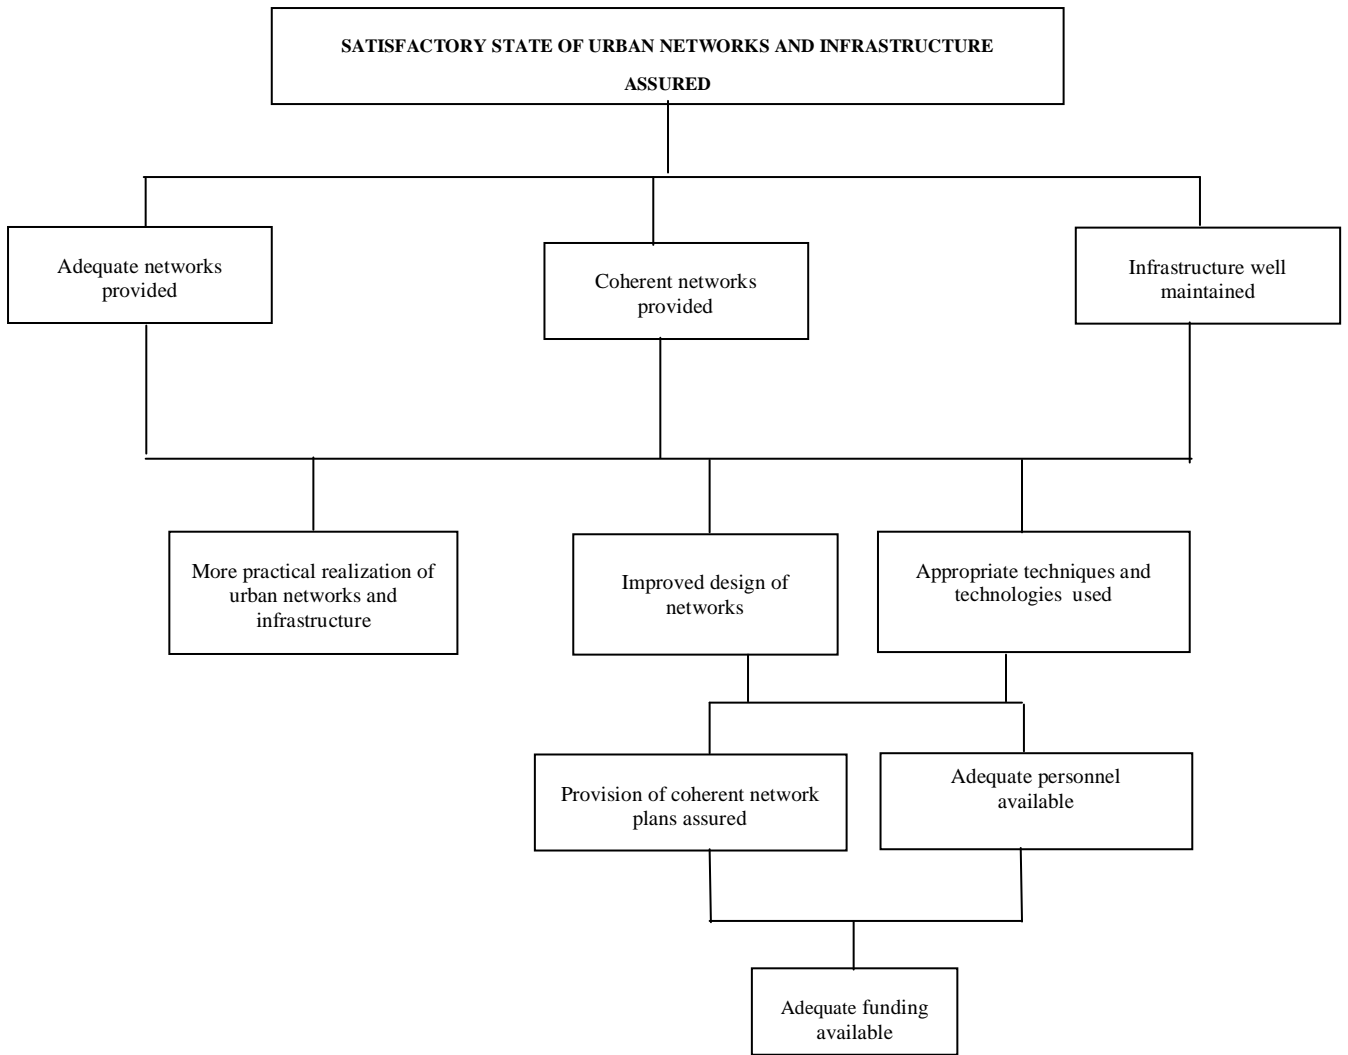 SATISFACTORY STATE OF URBAN NETWORKS AND INFRASTRUCTURE
ASSURED
Adequate networks
provided
Coherent networks
provided
Infrastructure well
maintained
More practical realization of
urban networks and
infrastructure
Improved design of
networks
Appropriate techniques and
technologies used
Provision of coherent network
plans assured
Adequate personnel
available
Adequate funding
available